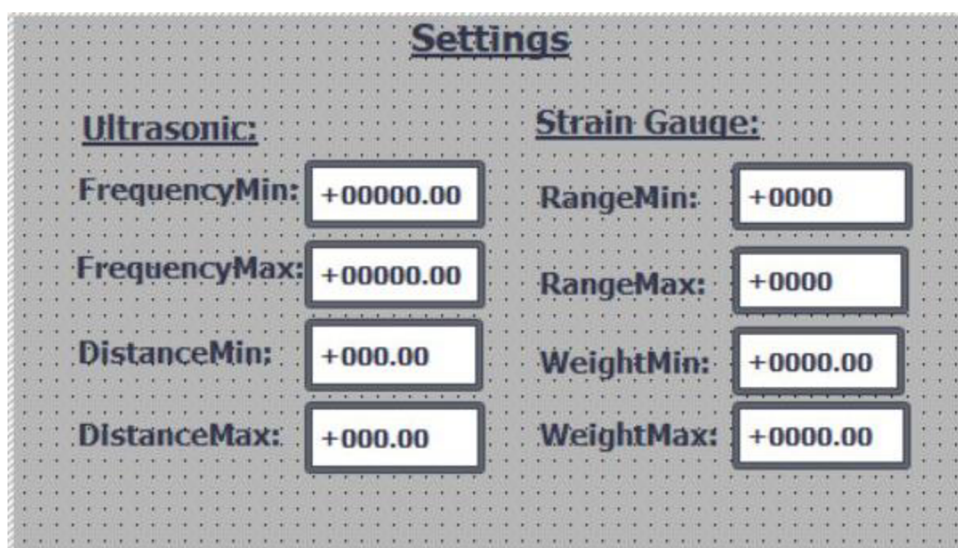 Settings
Ultrasonic:
FrequencyMin: +00000.00
FrequencyMax: +00000.00
DistanceMin: +000.00
DistanceMax: +000.00
Strain Gauge:
RangeMin: +0000
RangeMax: +0000
WeightMin: +0000.00
WeightMax: +0000.00